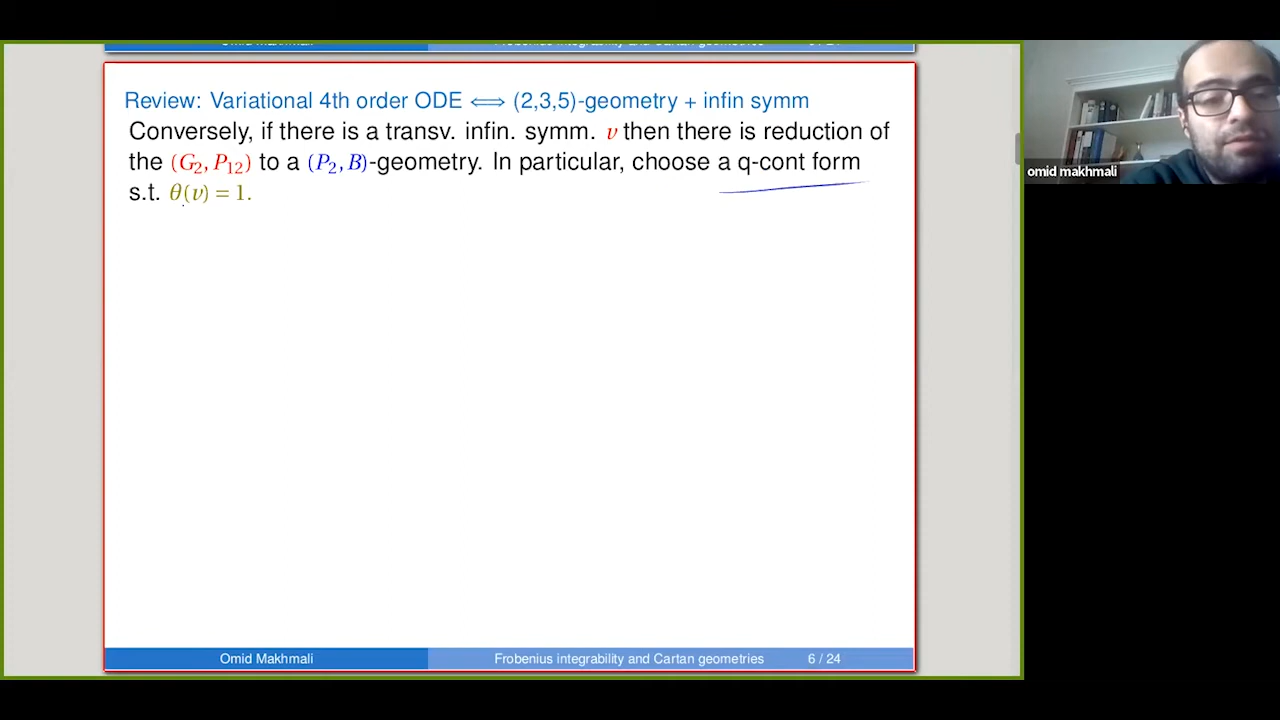 Review: Variational 4th order ODE ⟺ (2,3,5)-geometry + infin symm
Conversely, if there is a transv. infin. symm. v then there is reduction of
the (G₂, P₁₂) to a (P₂, B)-geometry. In particular, choose a q-cont form
s.t. θ(v) = 1.
omid makhmali
Omid Makhmali Frobenius integrability and Cartan geometries 6 / 24